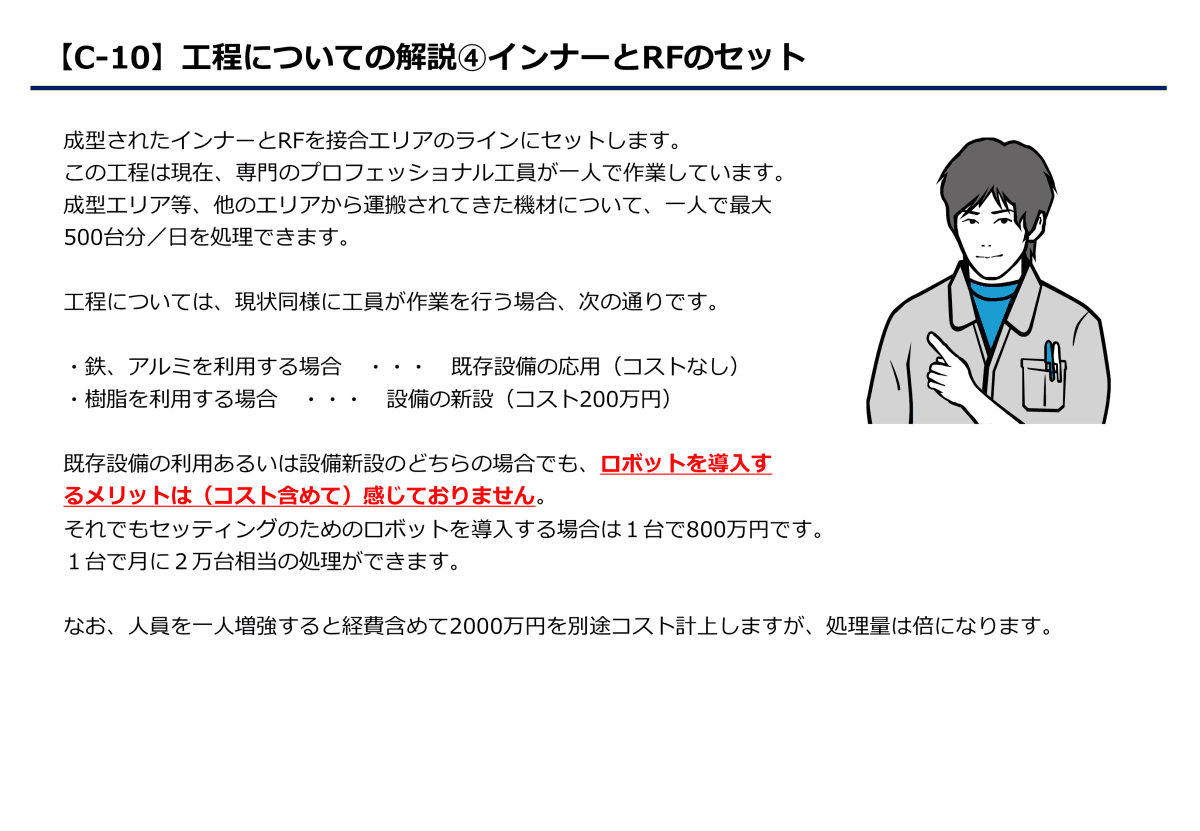 【C-10】工程についての解説④インナーとRFのセット
成型されたインナーとRFを接合エリアのラインにセットします。
この工程は現在、専門のプロフェッショナル工員が一人で作業しています。
成型エリア等、他のエリアから運搬されてきた機材について、一人で最大
500台分／日を処理できます。
工程については、現状同様に工員が作業を行う場合、次の通りです。
・鉄、アルミを利用する場合　・・・　既存設備の応用（コストなし）
・樹脂を利用する場合　・・・　設備の新設（コスト200万円）
既存設備の利用あるいは設備新設のどちらの場合でも、ロボットを導入す
るメリットは（コスト含めて）感じておりません。
それでもセッティングのためのロボットを導入する場合は１台で800万円です。
１台で月に２万台相当の処理ができます。
なお、人員を一人増強すると経費含めて2000万円を別途コスト計上しますが、処理量は倍になります。